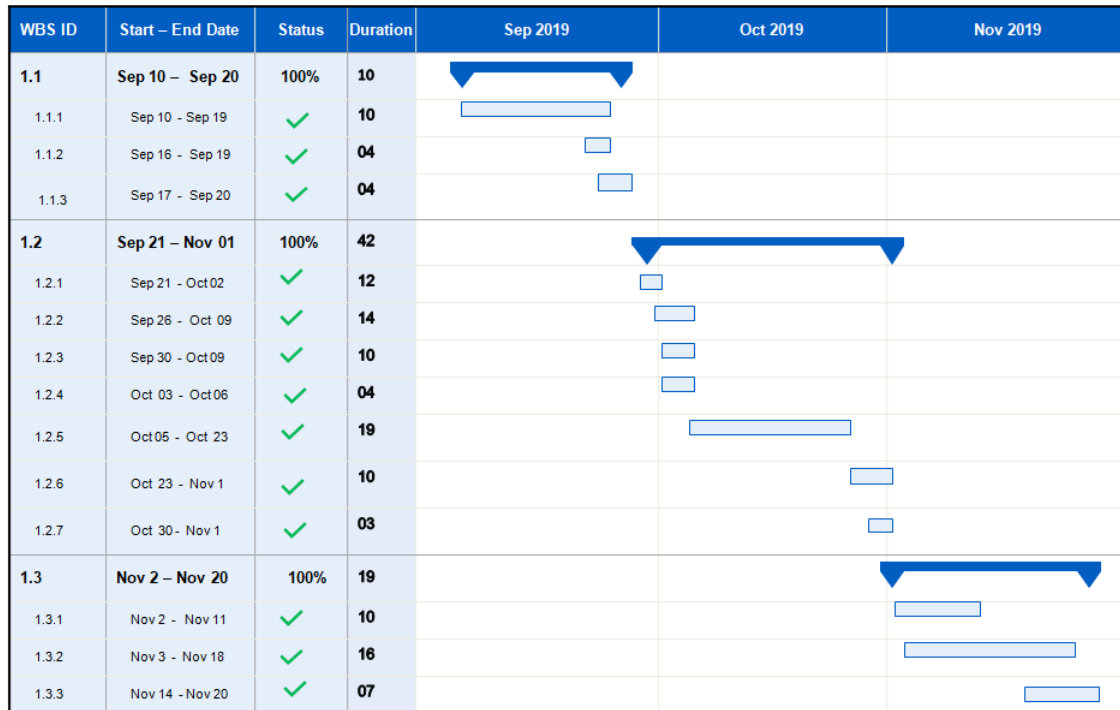 WBS ID Start – End Date Status Duration Sep 2019 Oct 2019 Nov 2019
1.1 Sep 10 – Sep 20 100% 10
1.1.1 Sep 10 - Sep 19 10
1.1.2 Sep 16 - Sep 19 04
1.1.3 Sep 17 - Sep 20 04
1.2 Sep 21 – Nov 01 100% 42
1.2.1 Sep 21 - Oct 02 12
1.2.2 Sep 26 - Oct 09 14
1.2.3 Sep 30 - Oct 09 10
1.2.4 Oct 03 - Oct 06 04
1.2.5 Oct 05 - Oct 23 19
1.2.6 Oct 23 - Nov 1 10
1.2.7 Oct 30 - Nov 1 03
1.3 Nov 2 – Nov 20 100% 19
1.3.1 Nov 2 - Nov 11 10
1.3.2 Nov 3 - Nov 18 16
1.3.3 Nov 14 - Nov 20 07